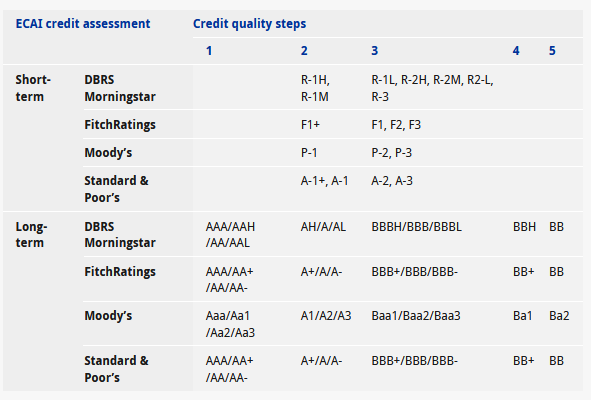 ECAI credit assessment Credit quality steps
1 2 3 4 5
Short- DBRS R-1H, R-1L, R-2H, R-2M, R2-L,
term Morningstar R-1M R-3
FitchRatings F1+ F1, F2, F3
Moody's P-1 P-2, P-3
Standard & A-1+, A-1 A-2, A-3
Poor's
Long- DBRS AAA/AAH AH/A/AL BBBH/BBB/BBBL BBH BB
term Morningstar /AA/AAL
FitchRatings AAA/AA+ A+/A/A- BBB+/BBB/BBB- BB+ BB
/AA/AA-
Moody's Aaa/Aa1 A1/A2/A3 Baa1/Baa2/Baa3 Ba1 Ba2
/Aa2/Aa3
Standard & AAA/AA+ A+/A/A- BBB+/BBB/BBB- BB+ BB
Poor's /AA/AA-